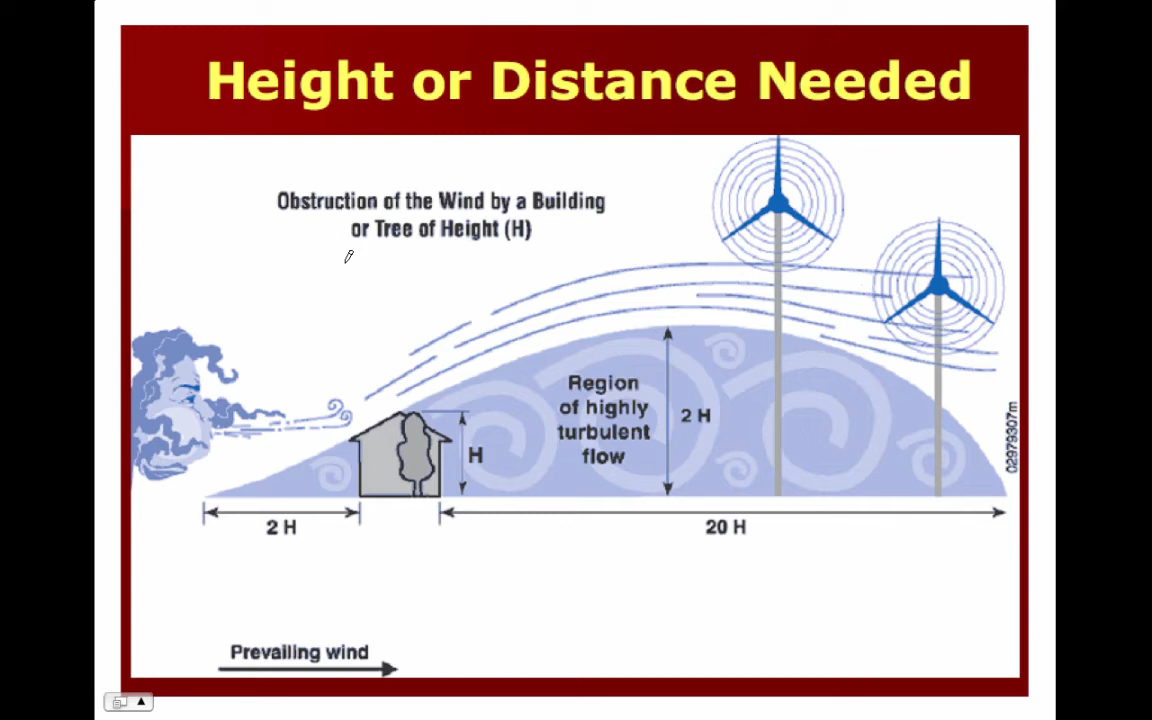 Height or Distance Needed
Obstruction of the Wind by a Building
or Tree of Height (H)
Region
of highly
turbulent
flow
2 H
H
2 H
20 H
02979307m
Prevailing wind